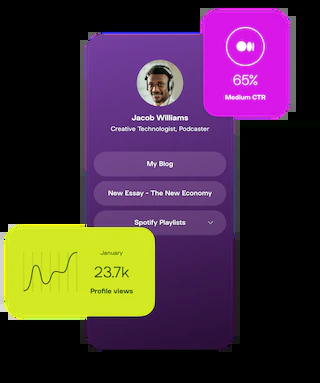 65%
Medium CTR
Jacob Williams
Creative Technologist, Podcaster
My Blog
New Essay - The New Economy
Spotify Playlists
January
23.7k
Profile views